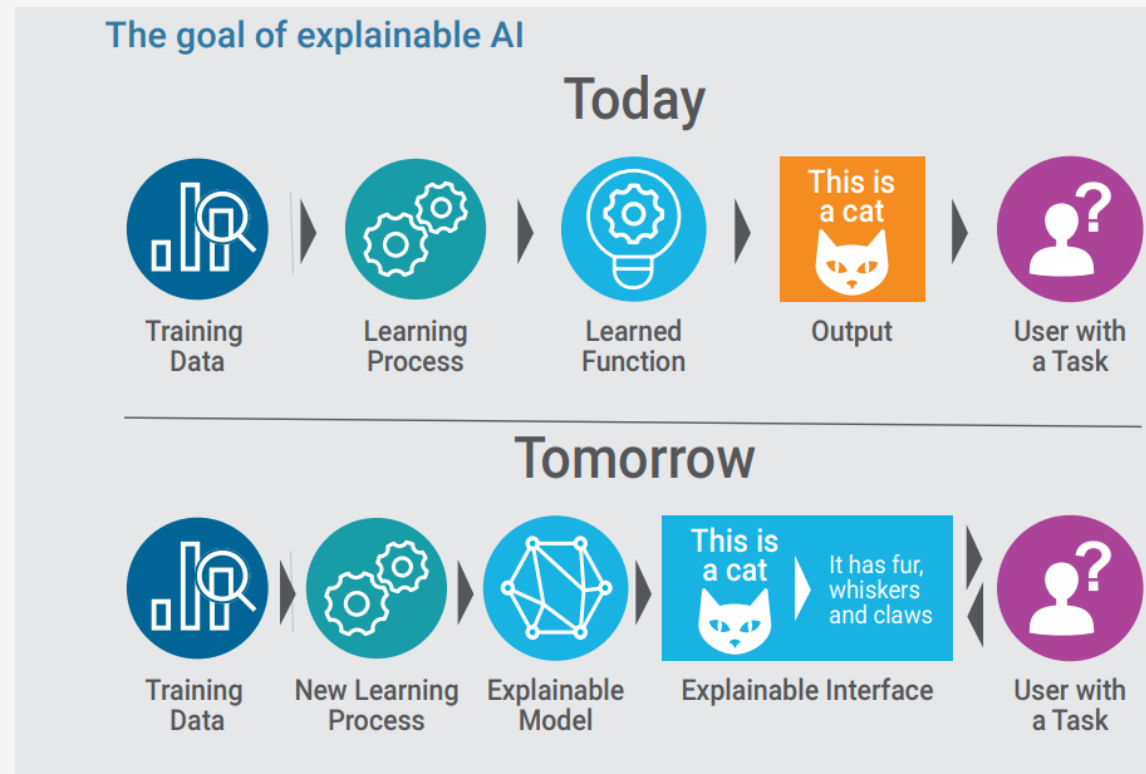 The goal of explainable AI
Today
This is
a cat
Training
Data
Learning
Process
Learned
Function
Output
User with
a Task
Tomorrow
This is
a cat
It has fur,
whiskers
and claws
Training
Data
New Learning
Process
Explainable
Model
Explainable Interface
User with
a Task